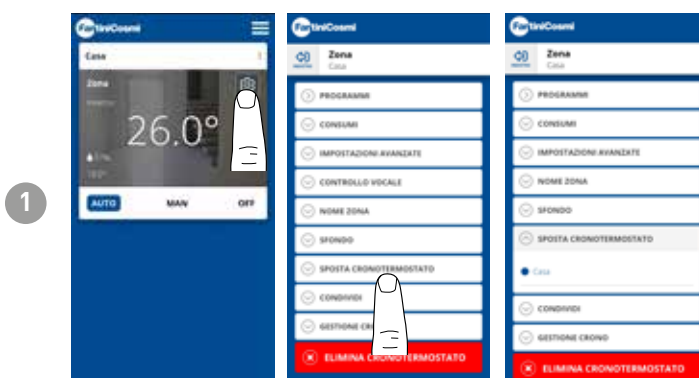 1
FantiniCosmi
Casa
Zona
26.0°
AUTO MAN OFF
FantiniCosmi
Zona
Casa
PROGRAMMI
CONSUMI
IMPOSTAZIONI AVANZATE
CONTROLLO VOCALE
NOME ZONA
SFONDO
SPOSTA CRONOTERMOSTATO
CONDIVIDI
GESTIONE
ELIMINA CRONOTERMOSTATO
FantiniCosmi
Zona
Casa
PROGRAMMI
CONSUMI
IMPOSTAZIONI AVANZATE
NOME ZONA
SFONDO
SPOSTA CRONOTERMOSTATO
Casa
CONDIVIDI
GESTIONE CRONO
ELIMINA CRONOTERMOSTATO